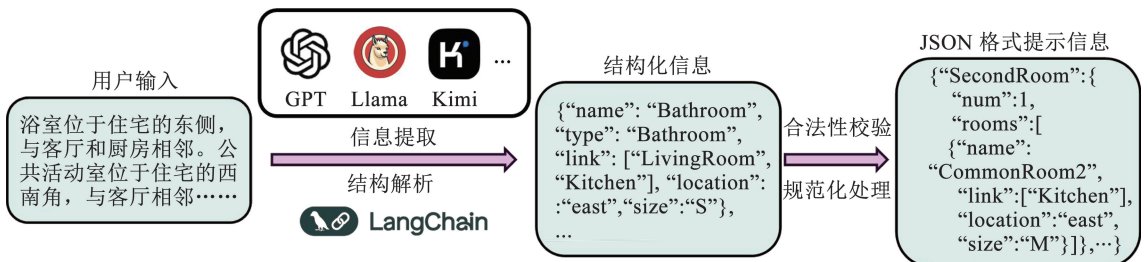 用户输入
浴室位于住宅的东侧，
与客厅和厨房相邻。公
共活动室位于住宅的西
南角，与客厅相邻……
GPT Llama Kimi ...
信息提取
结构解析
LangChain
结构化信息
{“name”: “Bathroom”,
“type”: “Bathroom”,
“link”: [“LivingRoom”,
“Kitchen”], “location”:
:“east”,“size”:“S”},
...
合法性校验
规范化处理
JSON 格式提示信息
{“SecondRoom”:{
“num”:1,
“rooms”:[
{“name”:
“CommonRoom2”,
“link”:[“Kitchen”],
“location”:“east”,
“size”:“M”}]},…}